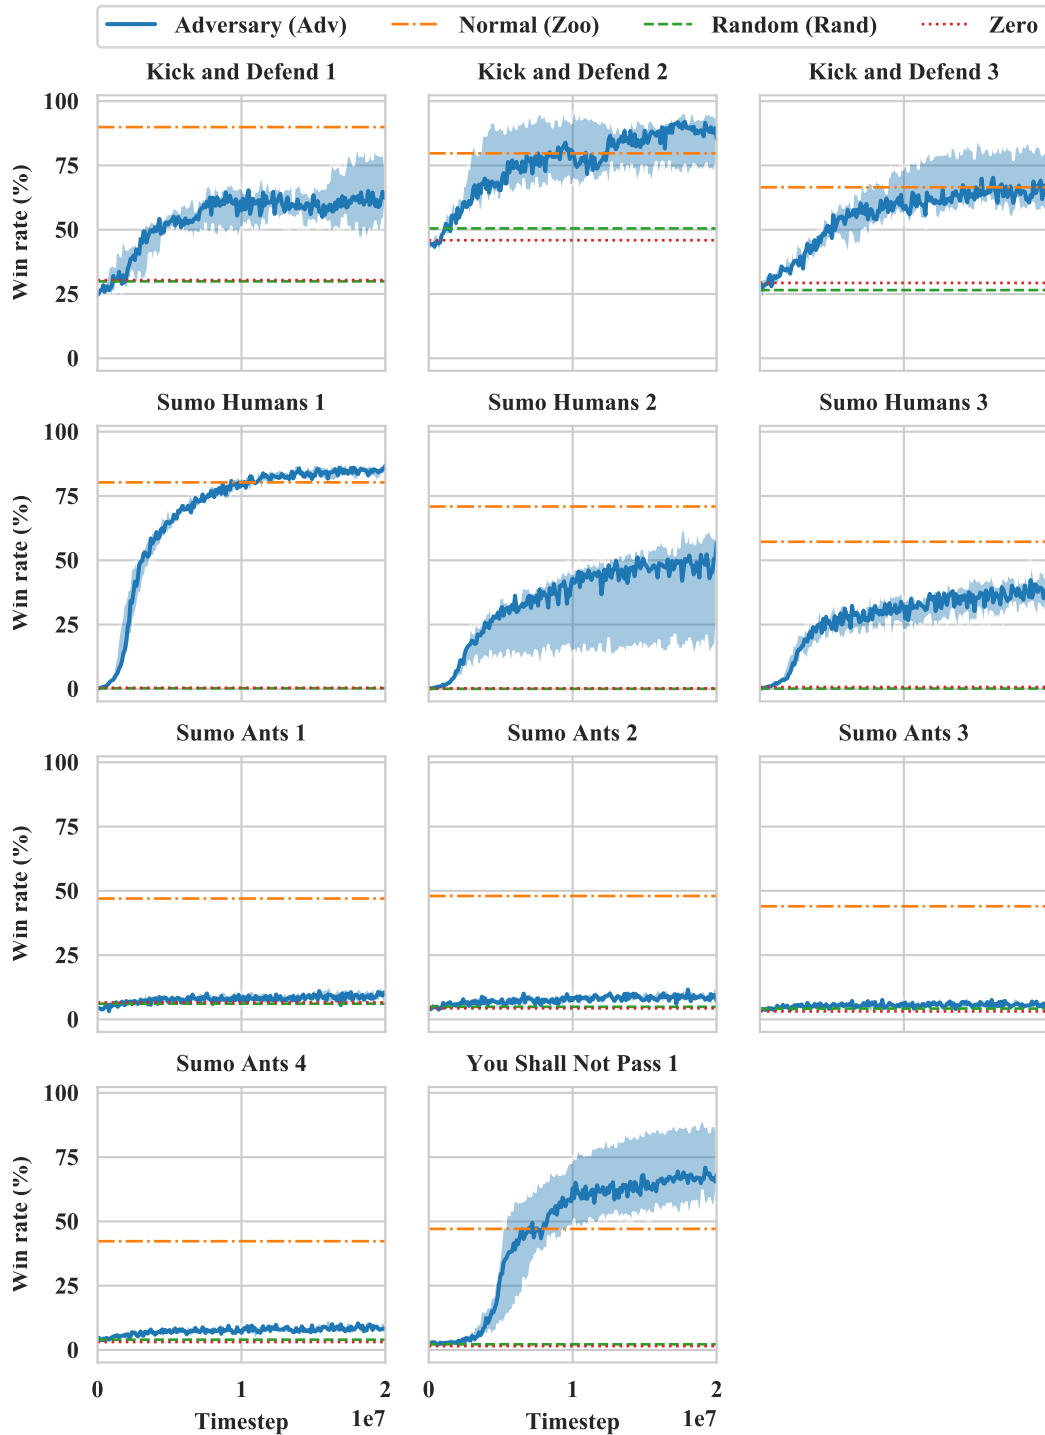 Adversary (Adv) Normal (Zoo) Random (Rand) Zero
Kick and Defend 1 Kick and Defend 2 Kick and Defend 3
100
75
50
25
0
Win rate (%)
Sumo Humans 1 Sumo Humans 2 Sumo Humans 3
100
75
50
25
0
Win rate (%)
Sumo Ants 1 Sumo Ants 2 Sumo Ants 3
100
75
50
25
0
Win rate (%)
Sumo Ants 4 You Shall Not Pass 1
100
75
50
25
0
Win rate (%)
0 1 2 0 1 2
Timestep 1e7 Timestep 1e7